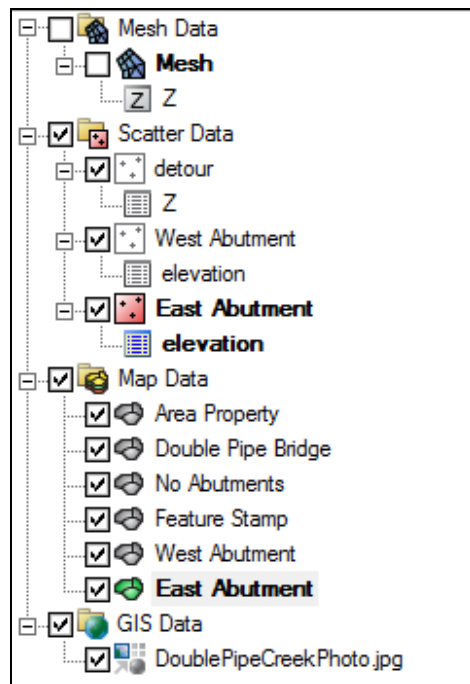 Mesh Data
Mesh
Z Z
Scatter Data
detour
Z
West Abutment
elevation
East Abutment
elevation
Map Data
Area Property
Double Pipe Bridge
No Abutments
Feature Stamp
West Abutment
East Abutment
GIS Data
DoublePipeCreekPhoto.jpg